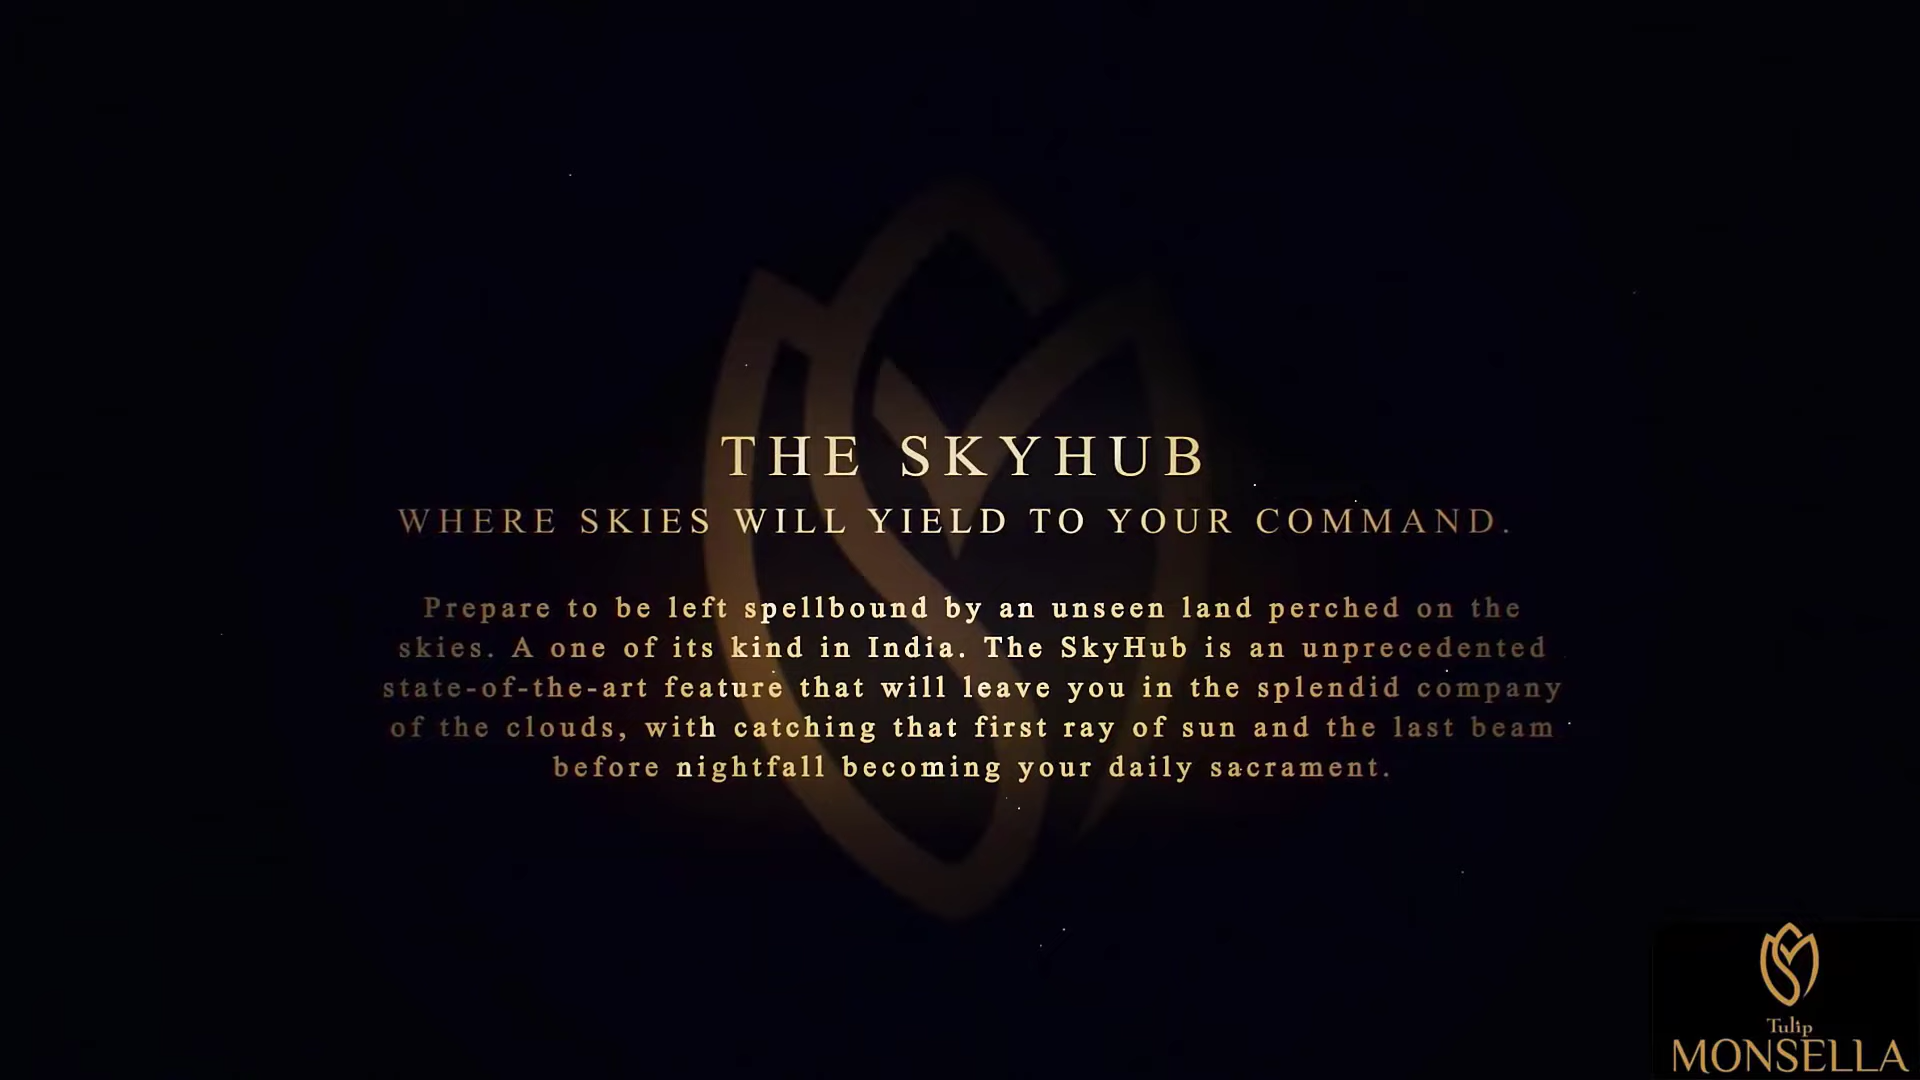 THE SKYHUB
WHERE SKIES WILL YIELD TO YOUR COMMAND.
Prepare to be left spellbound by an unseen land perched on the
skies. A one of its kind in India. The SkyHub is an unprecedented
state-of-the-art feature that will leave you in the splendid company
of the clouds, with catching that first ray of sun and the last beam
before nightfall becoming your daily sacrament.
Tulip
MONSELLA